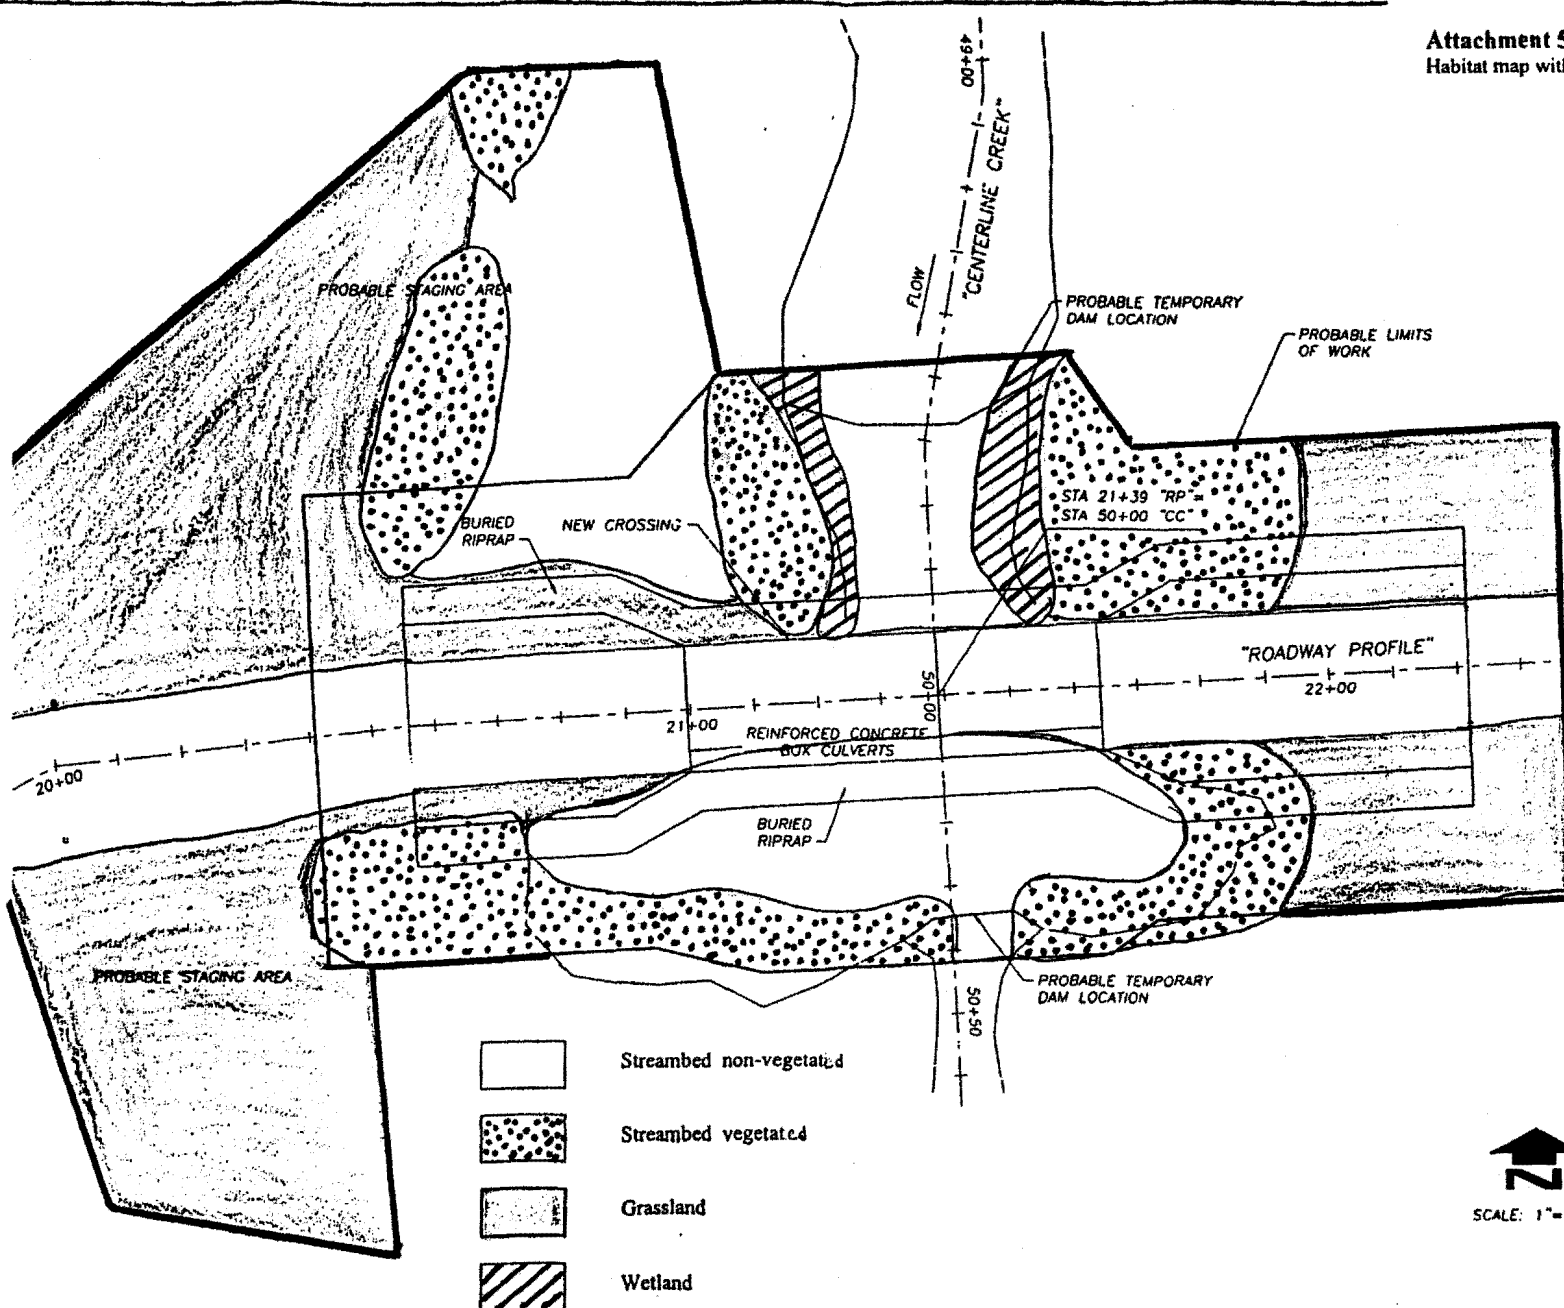 Attachment 5
Habitat map with
49+00
"CENTERLINE CREEK"
FLOW
PROBABLE STAGING AREA
PROBABLE TEMPORARY
DAM LOCATION
PROBABLE LIMITS
OF WORK
STA 21+39 "RP"=
STA 50+00 "CC"
BURIED
RIPRAP
NEW CROSSING
"ROADWAY PROFILE"
22+00
50+00
21+00
20+00
REINFORCED CONCRETE
BOX CULVERTS
BURIED
RIPRAP
PROBABLE STAGING AREA
PROBABLE TEMPORARY
DAM LOCATION
50+50
Streambed non-vegetated
Streambed vegetated
Grassland
Wetland
N
SCALE: 1"=